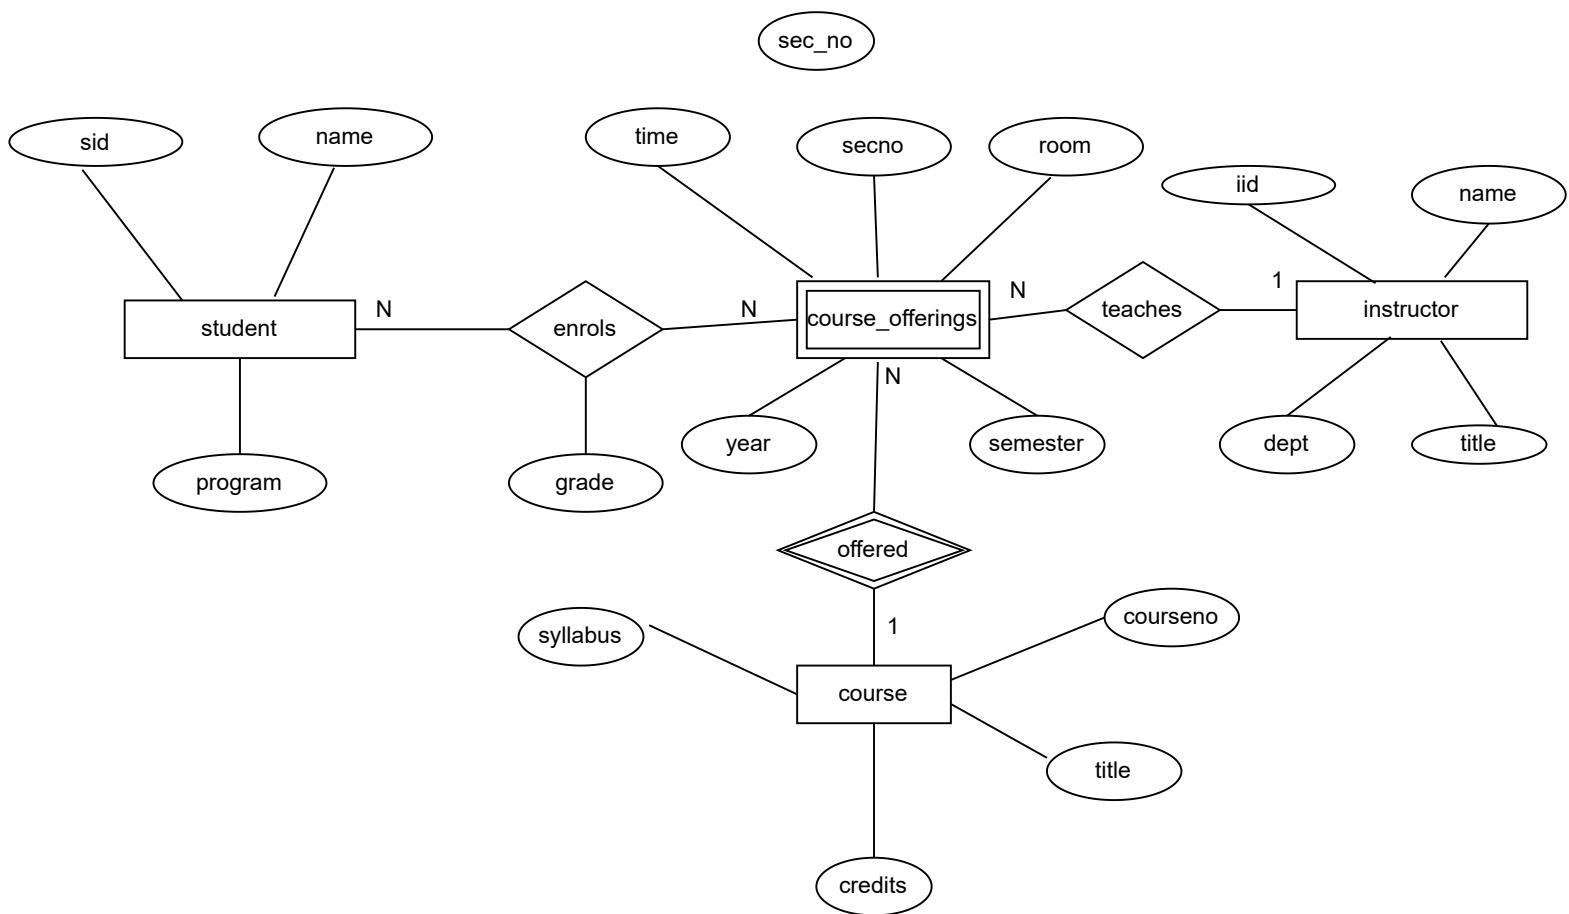 sec_no
sid
name
time
secno
room
iid
name
N
N
N
1
student
enrols
course_offerings
teaches
instructor
N
year
semester
dept
title
program
grade
offered
1
syllabus
courseno
course
title
credits